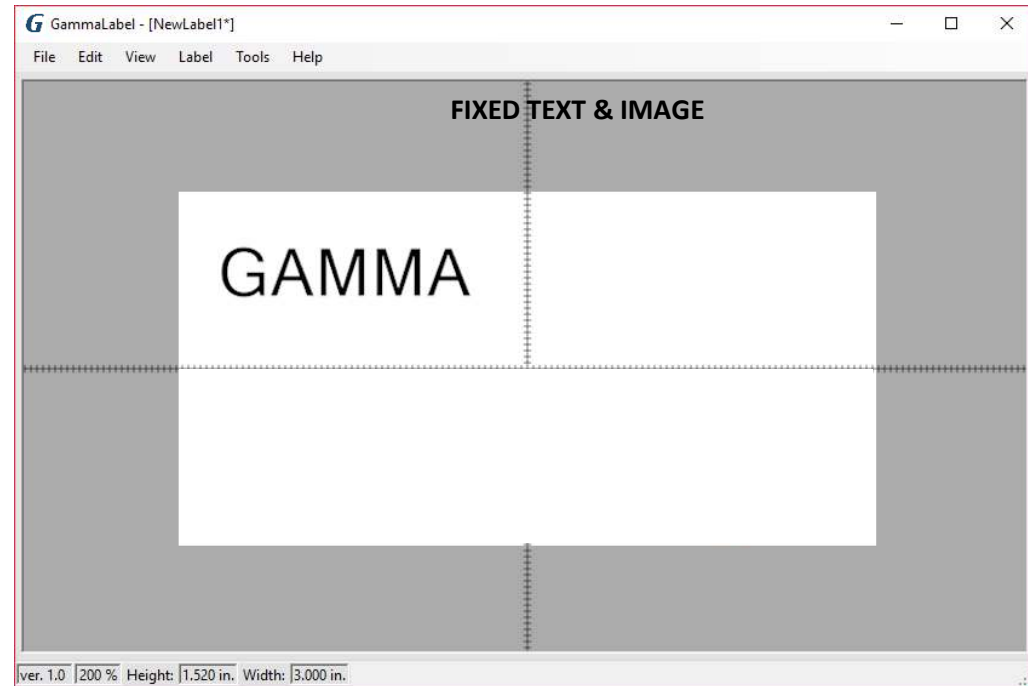 G GammaLabel - [NewLabel1*]
File Edit View Label Tools Help
FIXED TEXT & IMAGE
GAMMA
ver. 1.0 200 % Height: 1.520 in. Width: 3.000 in.